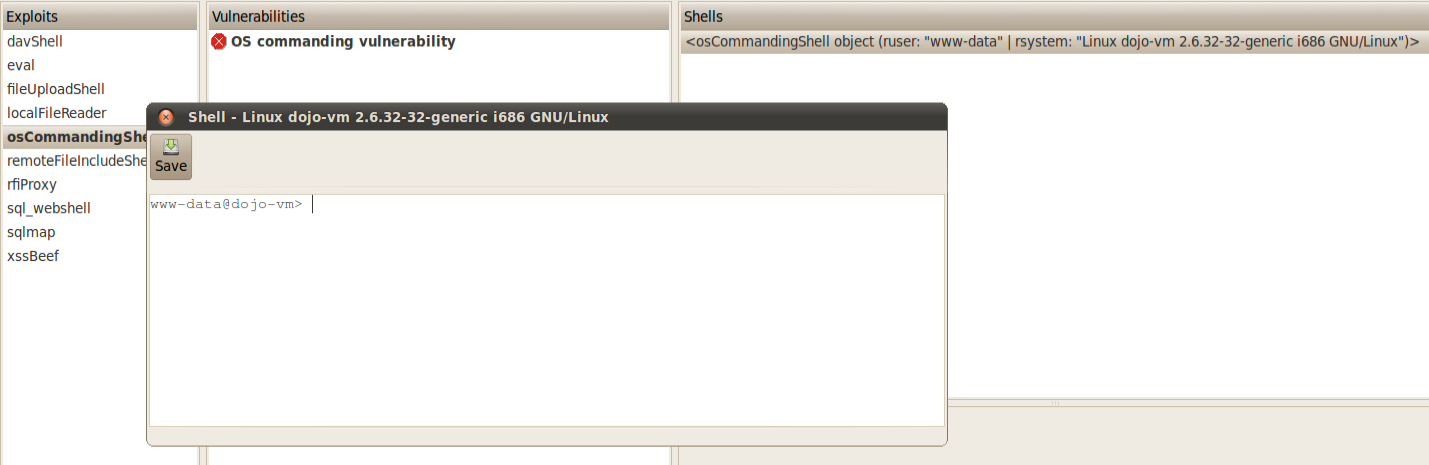 Exploits
Vulnerabilities
Shells
davShell
eval
fileUploadShell
localFileReader
osCommandingShe
remoteFileIncludeShe
rfiProxy
sql_webshell
sqlmap
xssBeef
OS commanding vulnerability
<osCommandingShell object (ruser: "www-data" | rsystem: "Linux dojo-vm 2.6.32-32-generic i686 GNU/Linux")>
Shell - Linux dojo-vm 2.6.32-32-generic i686 GNU/Linux
Save
www-data@dojo-vm>